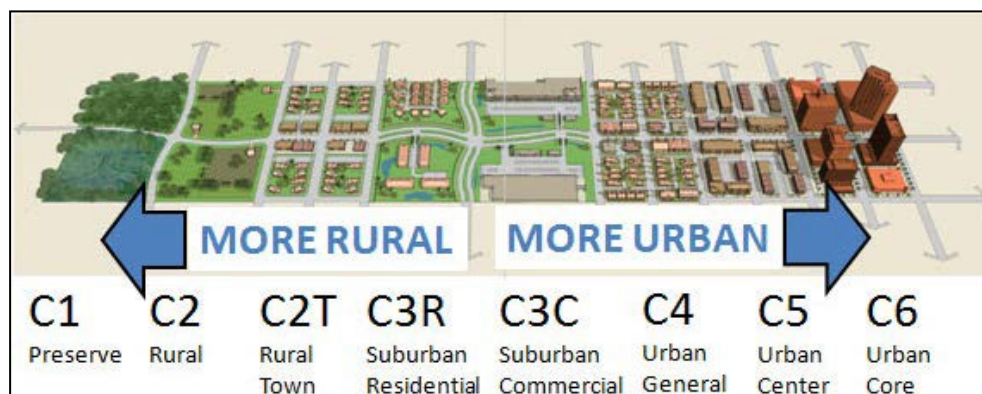 MORE RURAL
MORE URBAN
C1
Preserve
C2
Rural
C2T
Rural
Town
C3R
Suburban
Residential
C3C
Suburban
Commercial
C4
Urban
General
C5
Urban
Center
C6
Urban
Core